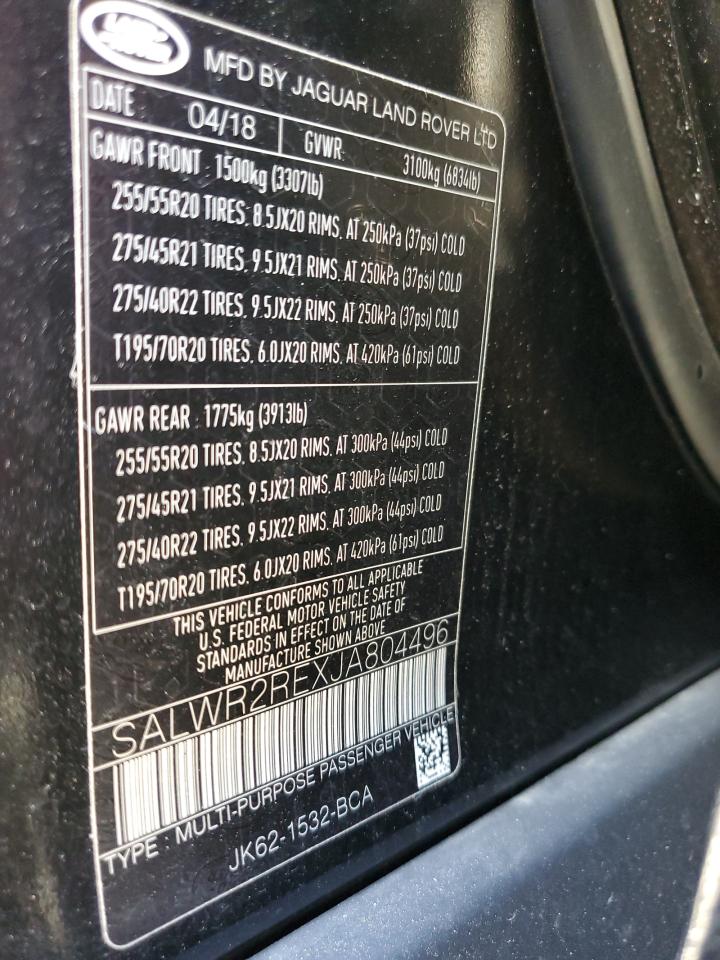 LAND ROVER
MFD BY JAGUAR LAND ROVER LTD
DATE : 04/18 GVWR: 3100kg (6834lb)
GAWR FRONT : 1500kg (3307lb)
255/55R20 TIRES, 8.5JX20 RIMS, AT 250kPa (37psi) COLD
275/45R21 TIRES, 9.5JX21 RIMS, AT 250kPa (37psi) COLD
275/40R22 TIRES, 9.5JX22 RIMS, AT 250kPa (37psi) COLD
T195/70R20 TIRES, 6.0JX20 RIMS, AT 420kPa (61psi) COLD
GAWR REAR : 1775kg (3913lb)
255/55R20 TIRES, 8.5JX20 RIMS, AT 300kPa (44psi) COLD
275/45R21 TIRES, 9.5JX21 RIMS, AT 300kPa (44psi) COLD
275/40R22 TIRES, 9.5JX22 RIMS, AT 300kPa (44psi) COLD
T195/70R20 TIRES, 6.0JX20 RIMS, AT 420kPa (61psi) COLD
THIS VEHICLE CONFORMS TO ALL APPLICABLE
U.S. FEDERAL MOTOR VEHICLE SAFETY
STANDARDS IN EFFECT ON THE DATE OF
MANUFACTURE SHOWN ABOVE
SALWR2REXJA804496
TYPE : MULTI-PURPOSE PASSENGER VEHICLE
JK62-1532-BCA